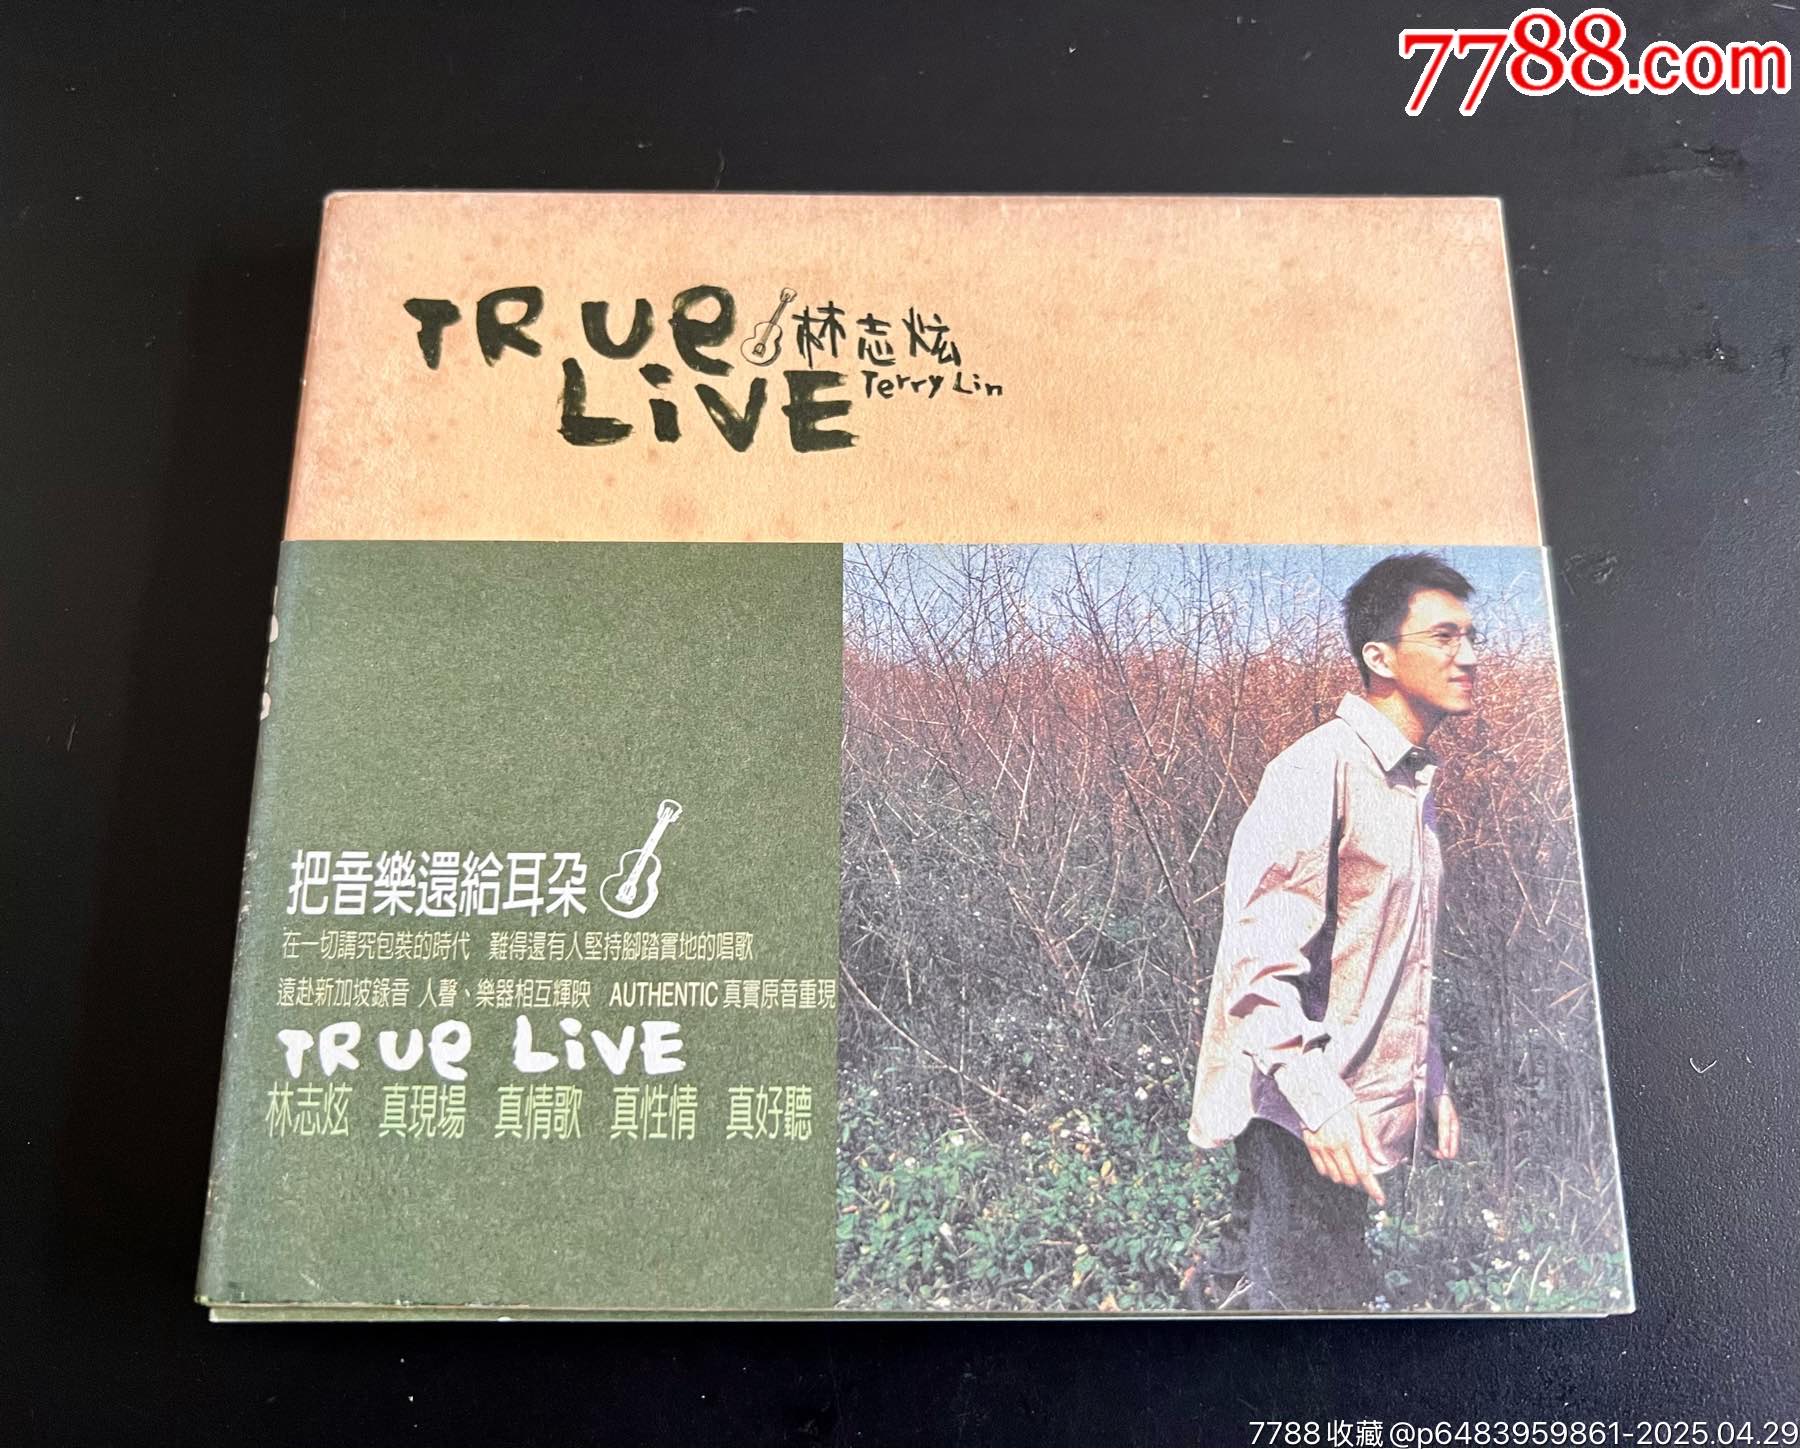 7788.com
TRUe 林志炫
LiVE Terry Lin
把音樂還給耳朵
在一切講究包裝的時代 難得還有人堅持腳踏實地的唱歌
遠赴新加坡錄音 人聲、樂器相互輝映 AUTHENTIC 真實原音重現
TRUe LiVE
林志炫 真現場 真情歌 真性情 真好聽
7788收藏@p6483959861-2025.04.29